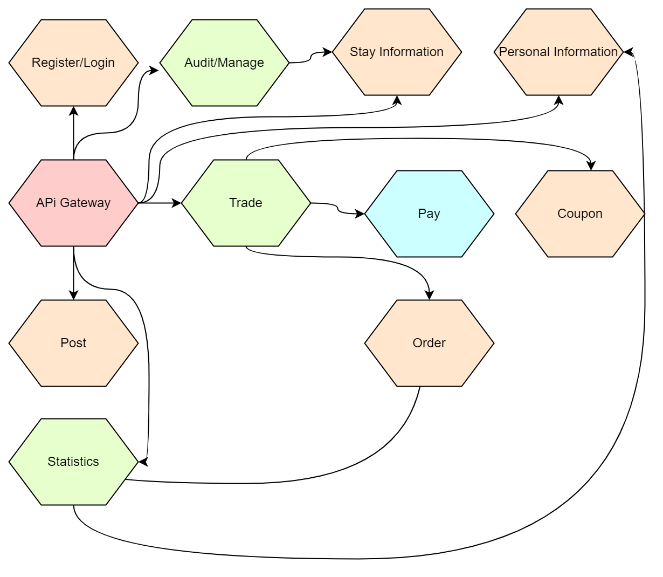 Register/Login
Audit/Manage
Stay Information
Personal Information
APi Gateway
Trade
Pay
Coupon
Post
Order
Statistics